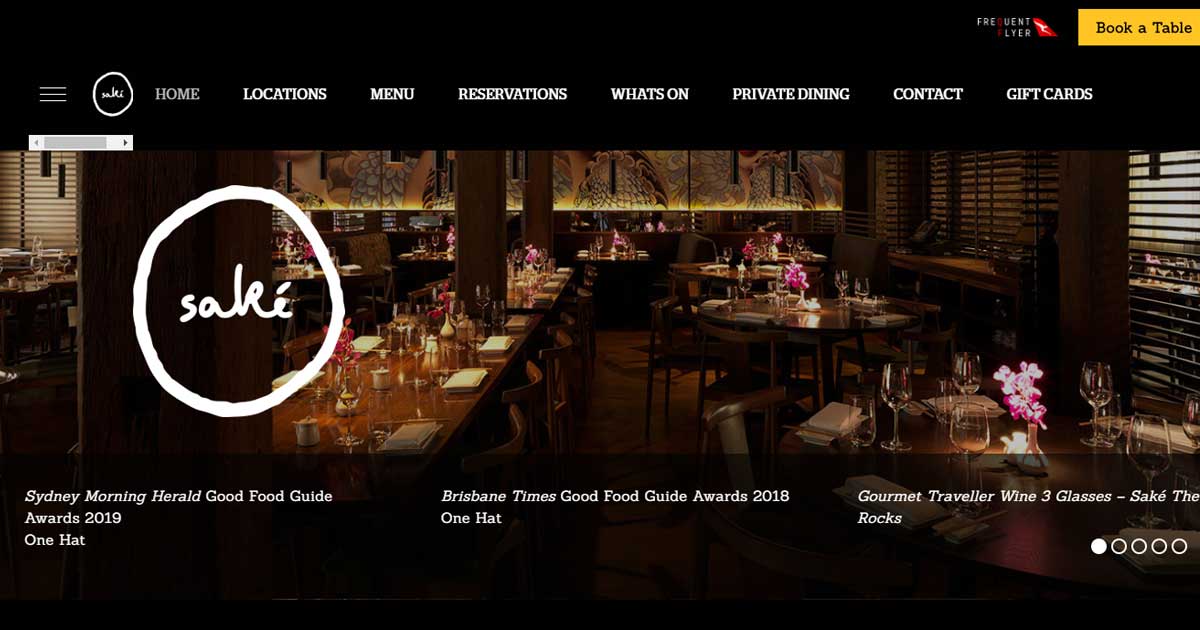 FREQUENT
FLYER
Book a Table
saké
HOME
LOCATIONS
MENU
RESERVATIONS
WHATS ON
PRIVATE DINING
CONTACT
GIFT CARDS
saké
Sydney Morning Herald Good Food Guide
Awards 2019
One Hat
Brisbane Times Good Food Guide Awards 2018
One Hat
Gourmet Traveller Wine 3 Glasses – Saké The
Rocks